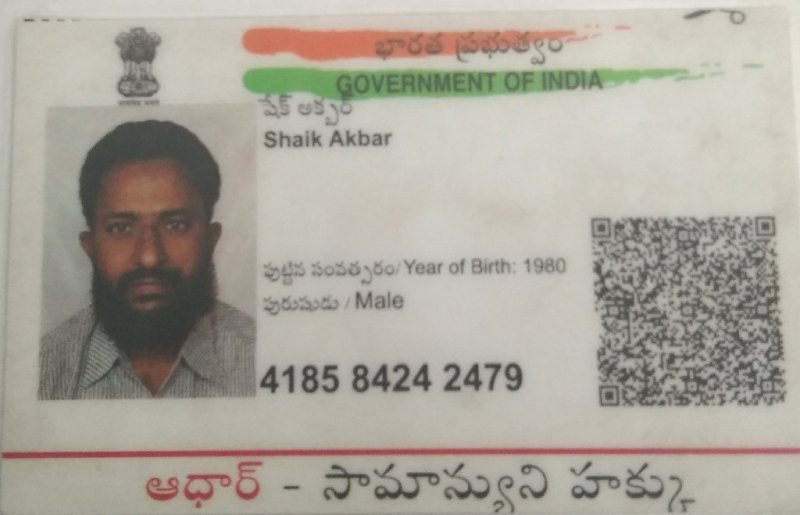 భారత ప్రభుత్వం
GOVERNMENT OF INDIA
షేక్ అక్బర్
Shaik Akbar
పుట్టిన సంవత్సరం/ Year of Birth: 1980
పురుషుడు / Male
4185 8424 2479
ఆధార్ - సామాన్యుని హక్కు